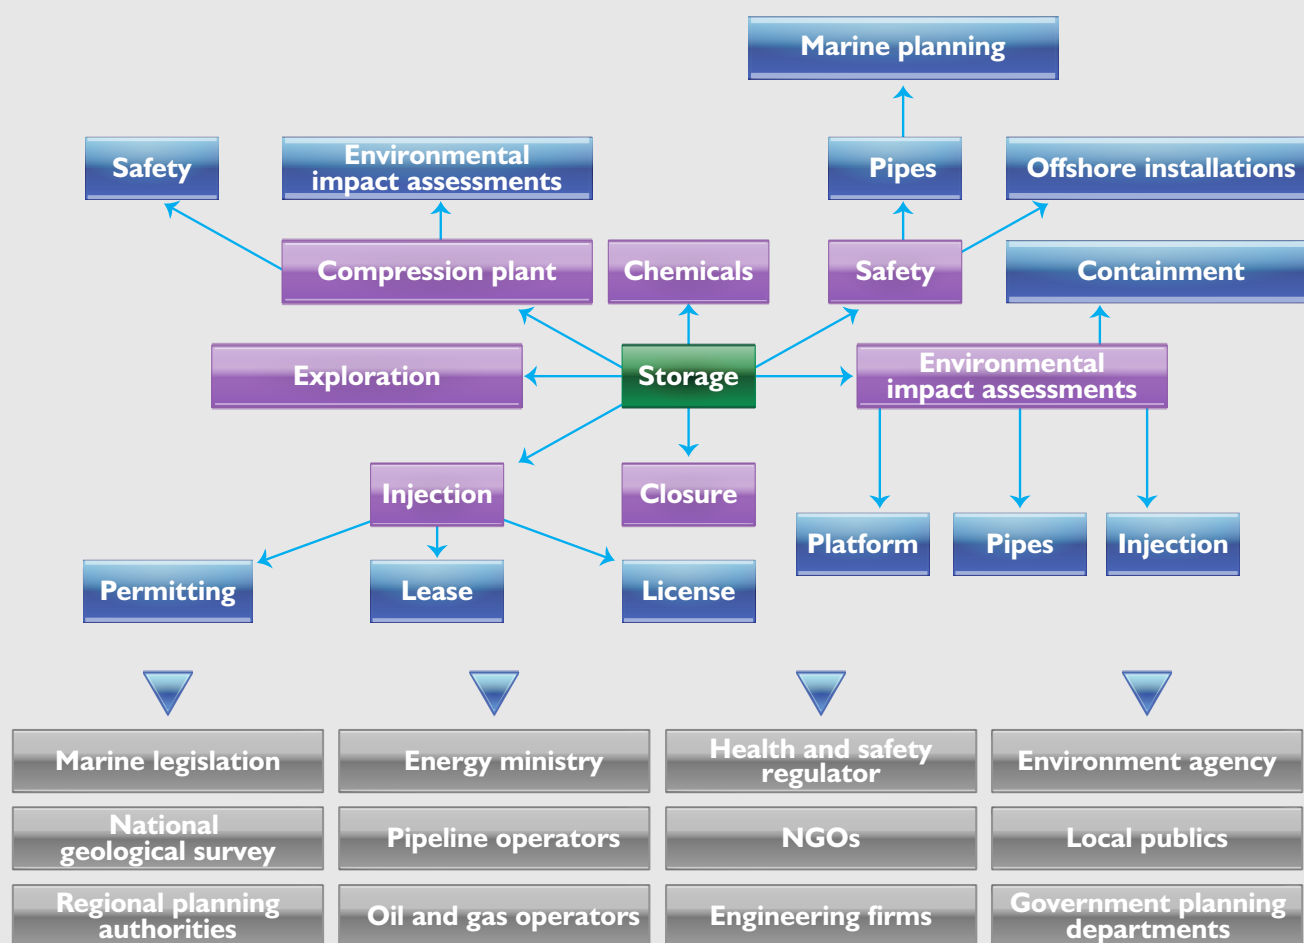 Marine planning
Safety
Environmental
impact assessments
Pipes
Offshore installations
Compression plant
Chemicals
Safety
Containment
Exploration
Storage
Environmental
impact assessments
Injection
Closure
Platform
Pipes
Injection
Permitting
Lease
License
Marine legislation
Energy ministry
Health and safety
regulator
Environment agency
National
geological survey
Pipeline operators
NGOs
Local publics
Regional planning
authorities
Oil and gas operators
Engineering firms
Government planning
departments